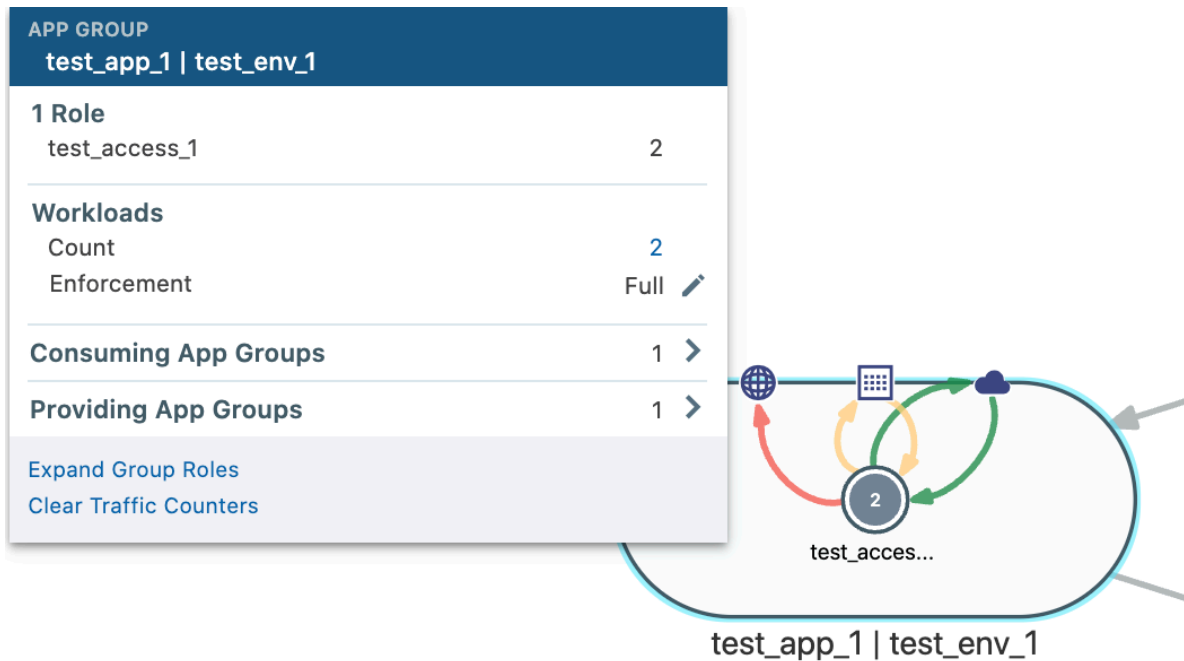 APP GROUP
test_app_1 | test_env_1
1 Role
test_access_1 2
Workloads
Count 2
Enforcement Full
Consuming App Groups 1
Providing App Groups 1
Expand Group Roles
Clear Traffic Counters
2
test_acces...
test_app_1 | test_env_1